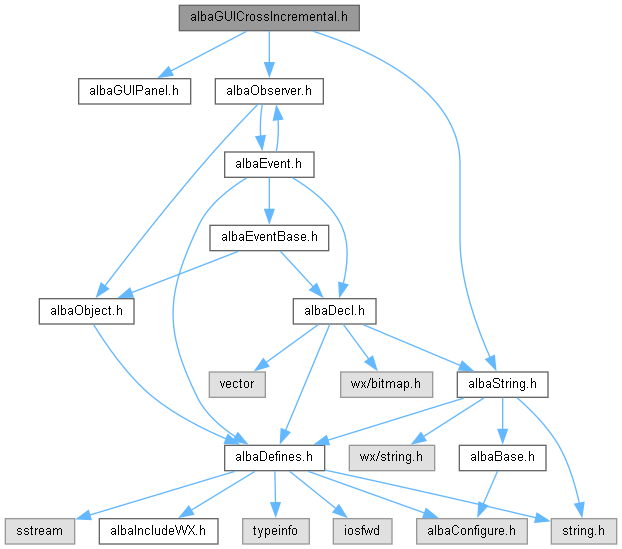 albaGUICrossIncremental.h
albaGUIPanel.h
albaObserver.h
albaEvent.h
albaEventBase.h
albaObject.h
albaDecl.h
vector
wx/bitmap.h
albaString.h
albaDefines.h
wx/string.h
albaBase.h
sstream
albaIncludeWX.h
typeinfo
iosfwd
albaConfigure.h
string.h